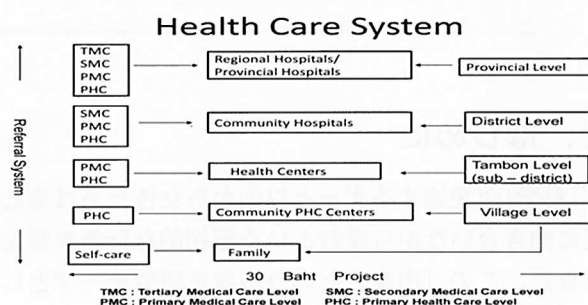 Health Care System
TMC
SMC
PMC
PHC
Regional Hospitals/
Provincial Hospitals
Provincial Level
SMC
PMC
PHC
Community Hospitals
District Level
Referral System
PMC
PHC
Health Centers
Tambon Level
(sub – district)
PHC
Community PHC Centers
Village Level
Self-care
Family
30 Baht Project
TMC : Tertiary Medical Care Level SMC : Secondary Medical Care Level
PMC : Primary Medical Care Level PHC : Primary Health Care Level